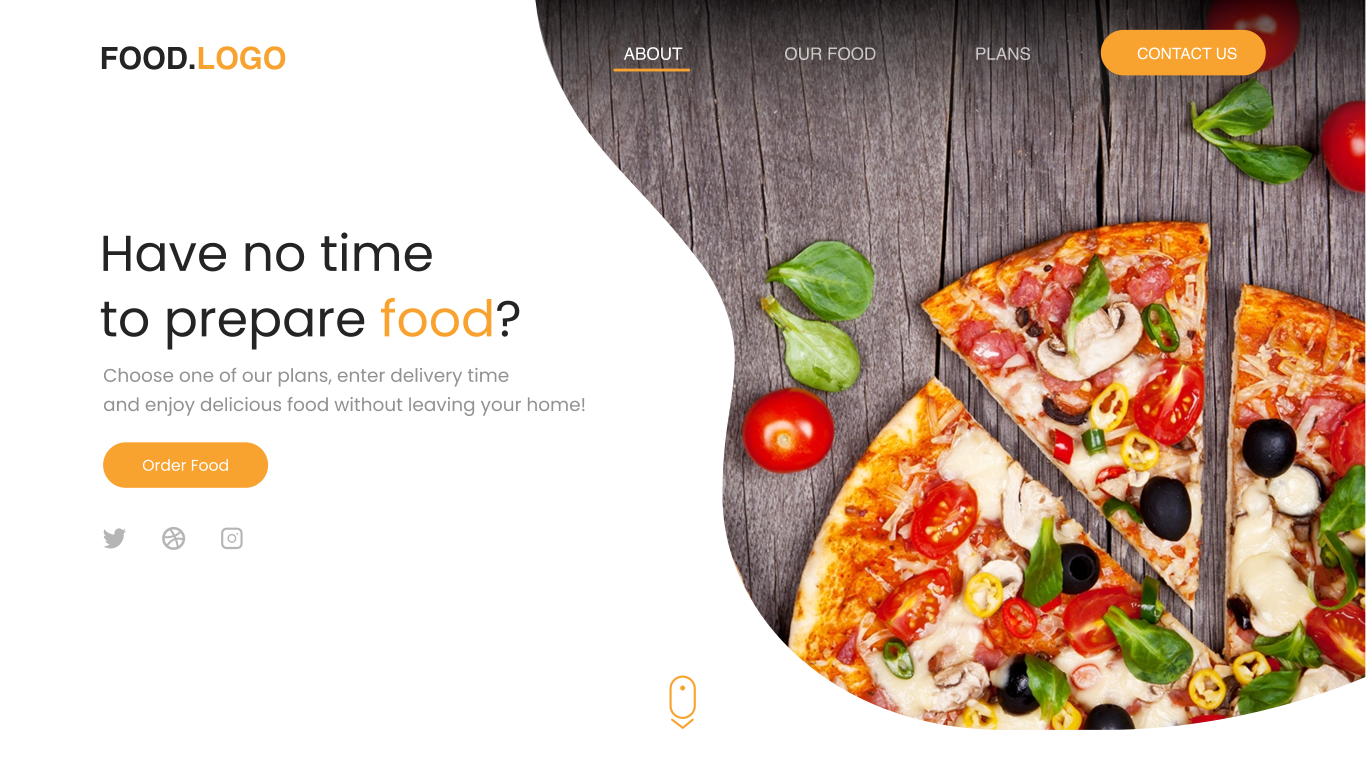 FOOD.LOGO
ABOUT
OUR FOOD
PLANS
CONTACT US
Have no time
to prepare food?
Choose one of our plans, enter delivery time
and enjoy delicious food without leaving your home!
Order Food